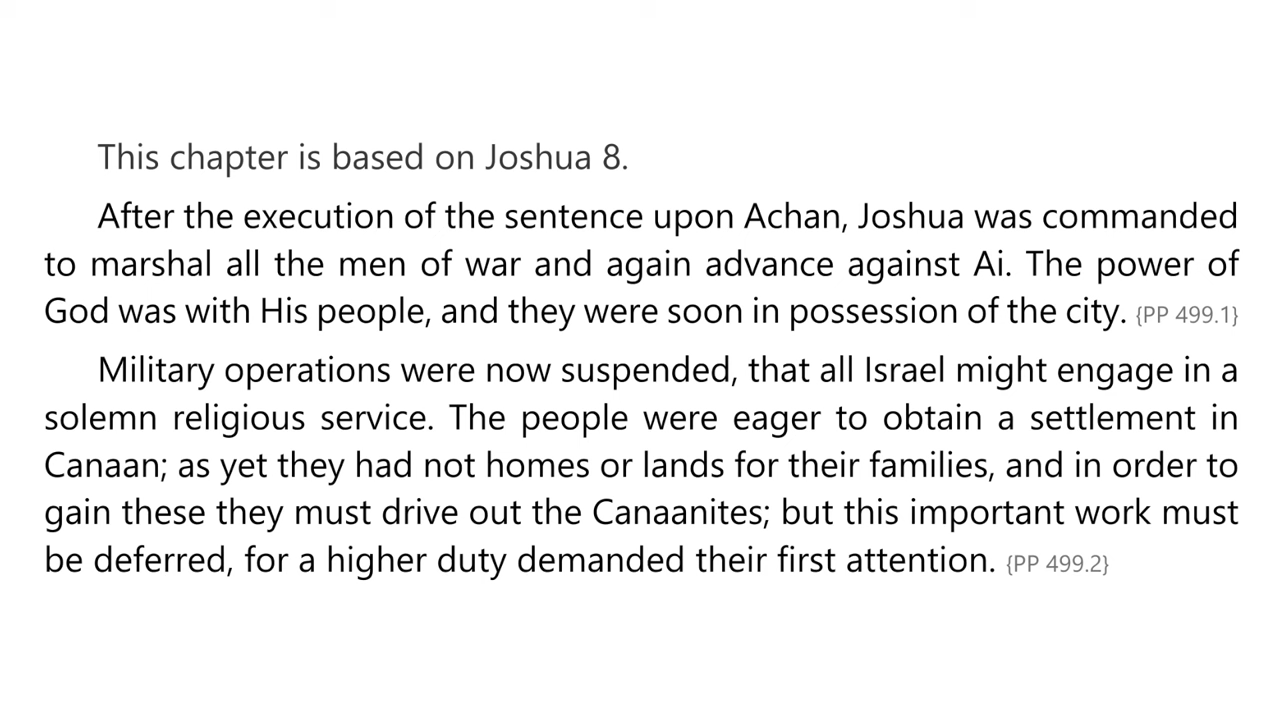 This chapter is based on Joshua 8.
After the execution of the sentence upon Achan, Joshua was commanded
to marshal all the men of war and again advance against Ai. The power of
God was with His people, and they were soon in possession of the city. {PP 499.1}
Military operations were now suspended, that all Israel might engage in a
solemn religious service. The people were eager to obtain a settlement in
Canaan; as yet they had not homes or lands for their families, and in order to
gain these they must drive out the Canaanites; but this important work must
be deferred, for a higher duty demanded their first attention. {PP 499.2}